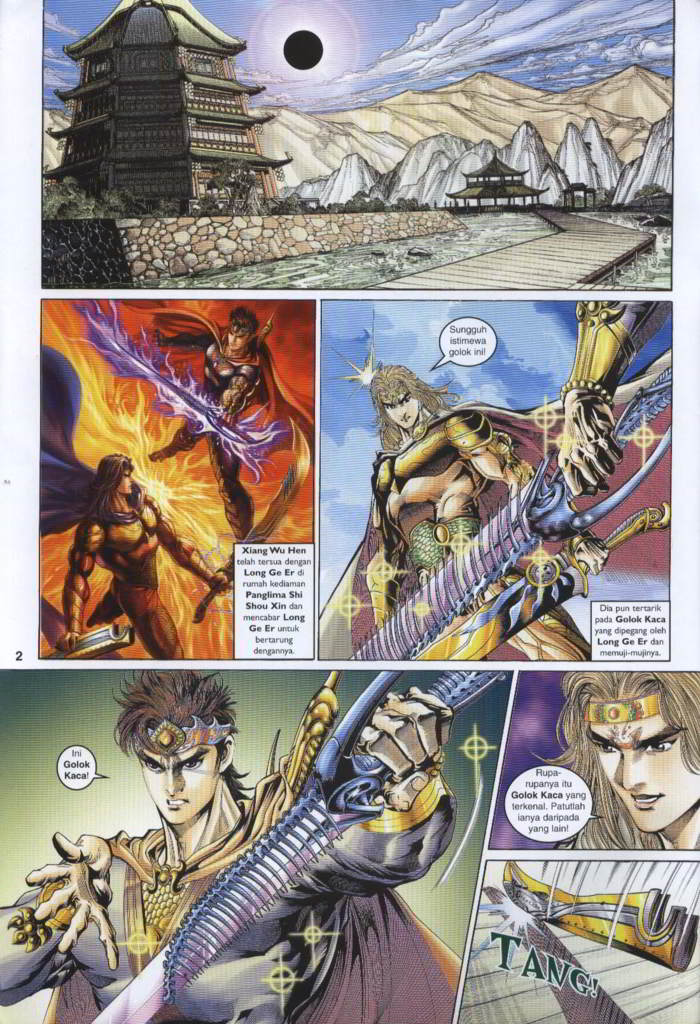 Sungguh
istimewa
golok ini!
Xiang Wu Hen
telah tersua dengan
Long Ge Er di
rumah kediaman
Panglima Shi
Shou Xin dan
mencabar Long
Ge Er untuk
bertarung
dengannya.
Dia pun tertarik
pada Golok Kaca
yang dipegang oleh
Long Ge Er dan
memuji-mujinya.
2
Ini
Golok
Kaca!
Rupa-
rupanya itu
Golok Kaca yang
terkenal. Patutlah
ianya daripada
yang lain!
TANG!